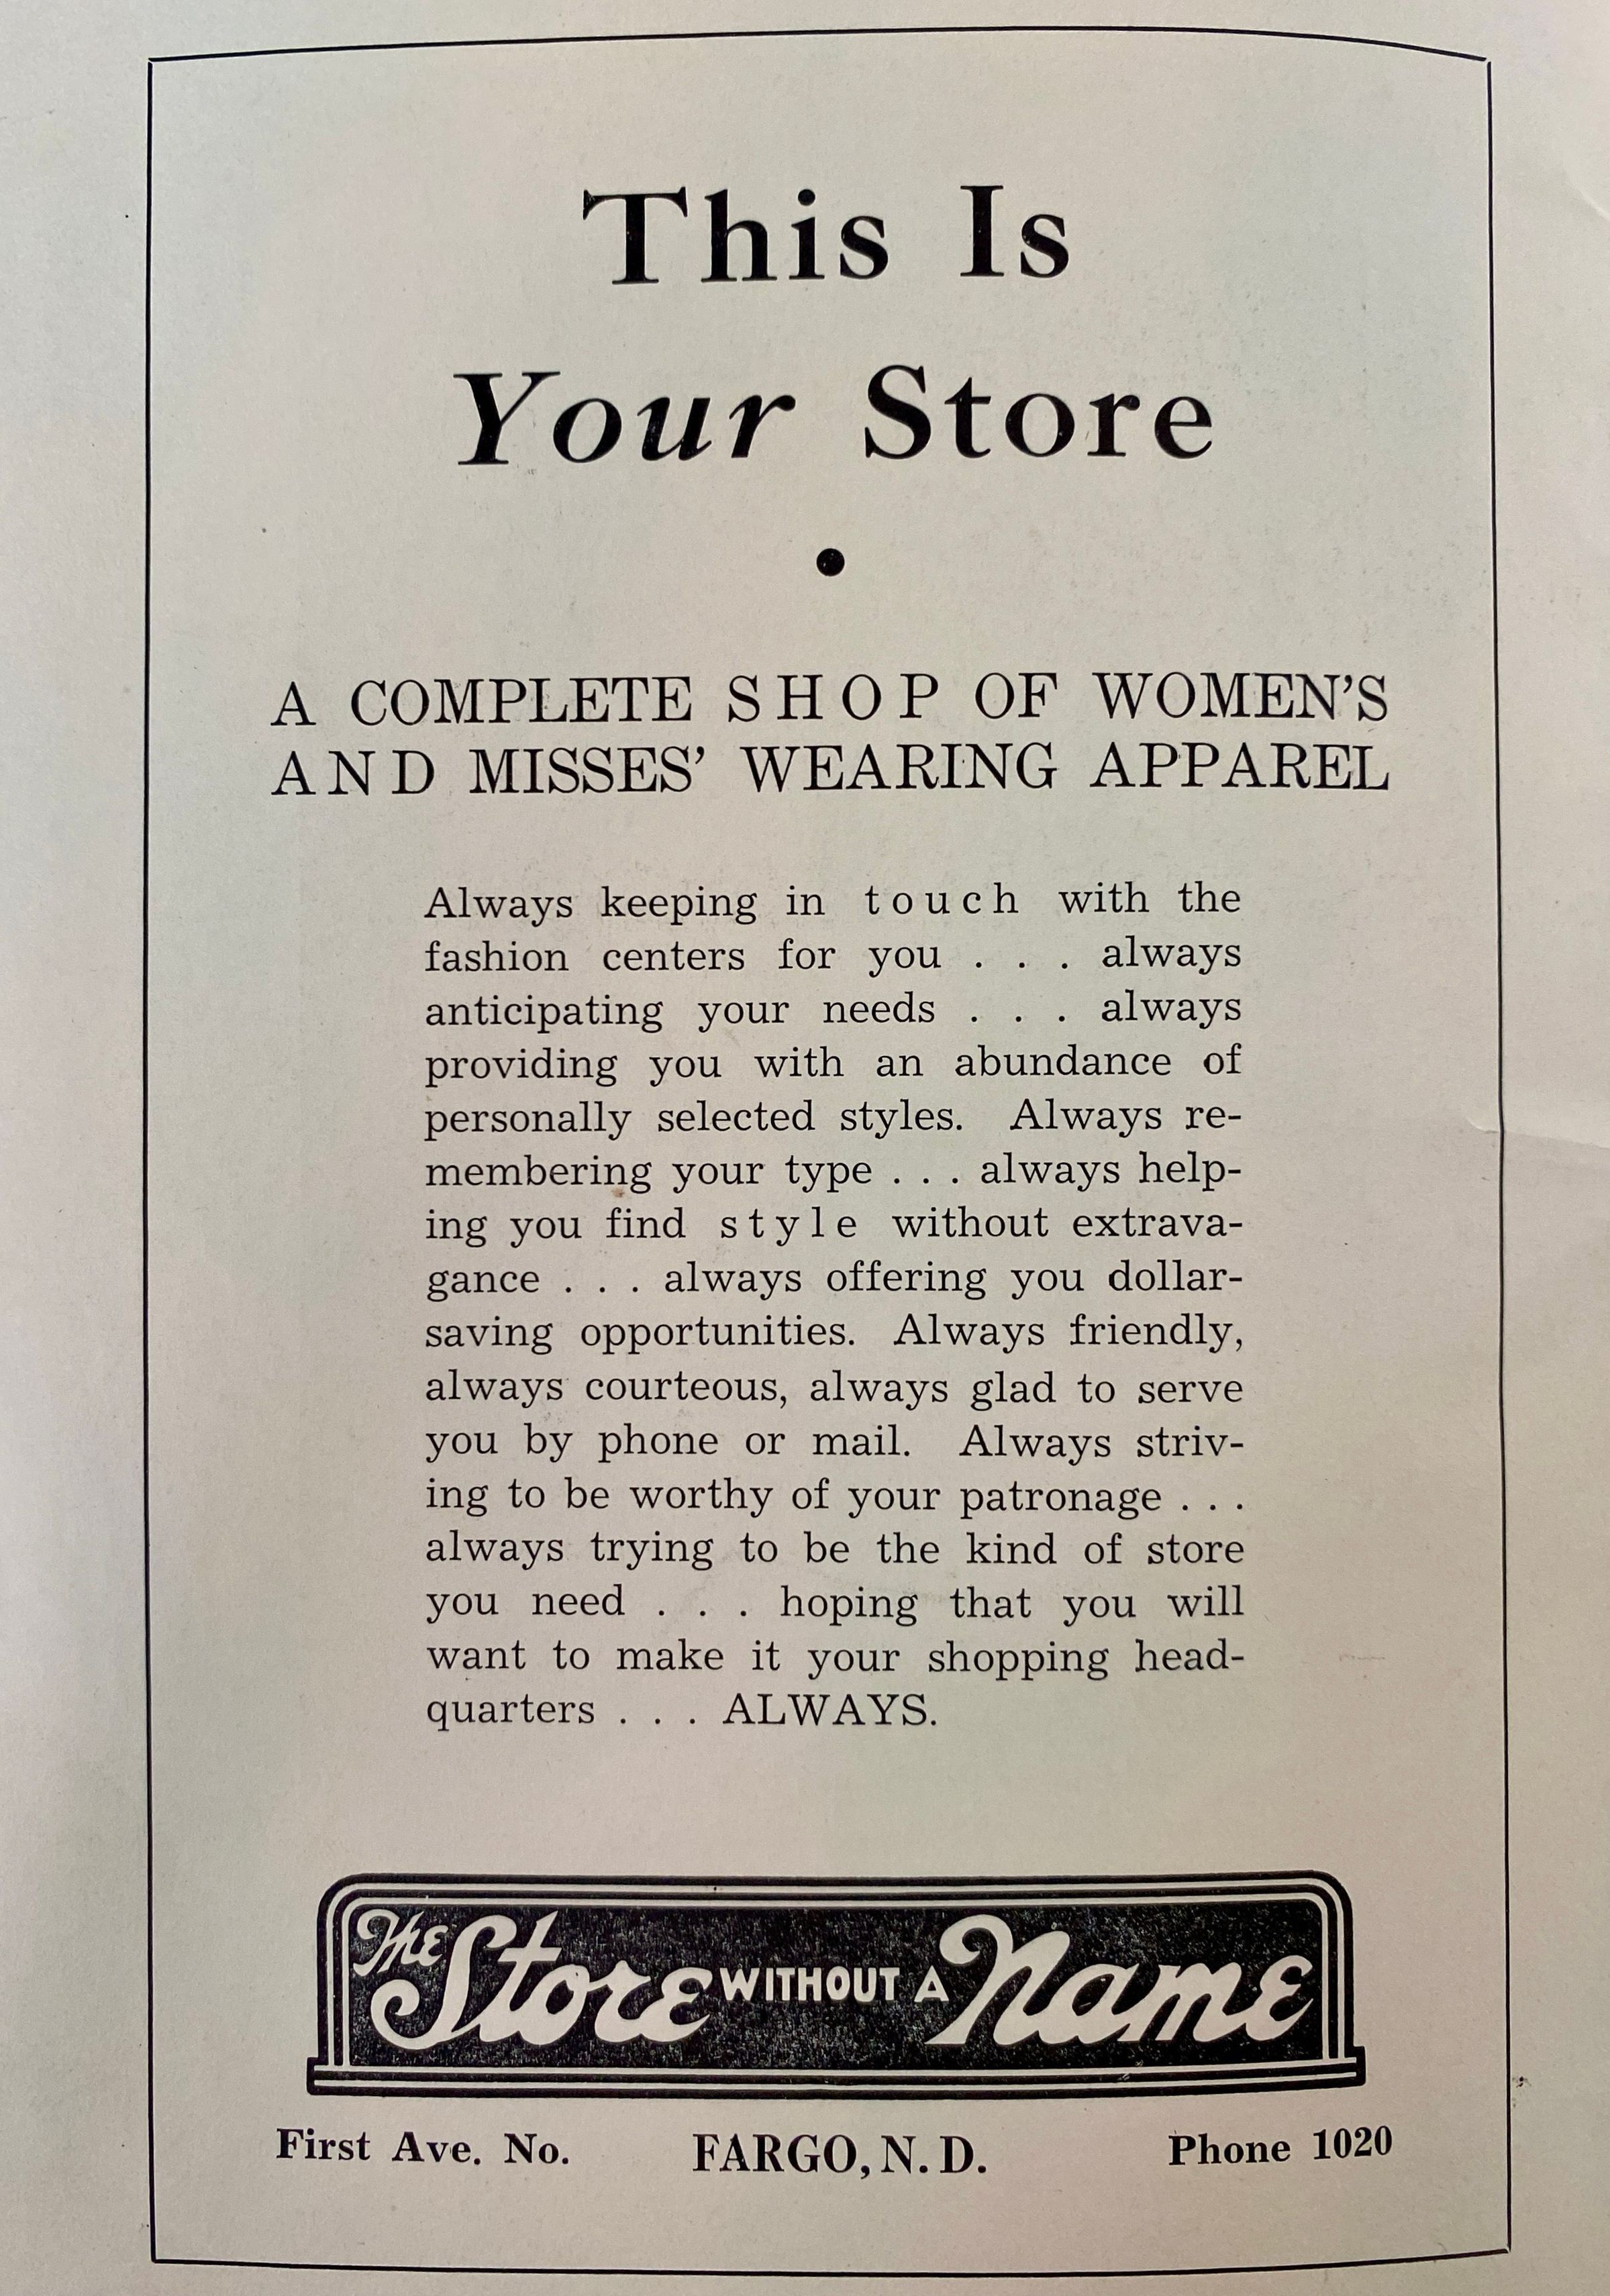 This Is
Your Store
•
A COMPLETE SHOP OF WOMEN'S
AND MISSES' WEARING APPAREL
Always keeping in touch with the
fashion centers for you . . . always
anticipating your needs . . . always
providing you with an abundance of
personally selected styles. Always re-
membering your type . . . always help-
ing you find style without extrava-
gance . . . always offering you dollar-
saving opportunities. Always friendly,
always courteous, always glad to serve
you by phone or mail. Always striv-
ing to be worthy of your patronage . . .
always trying to be the kind of store
you need . . . hoping that you will
want to make it your shopping head-
quarters . . . ALWAYS.
The Store WITHOUT A Name
First Ave. No. FARGO, N. D. Phone 1020